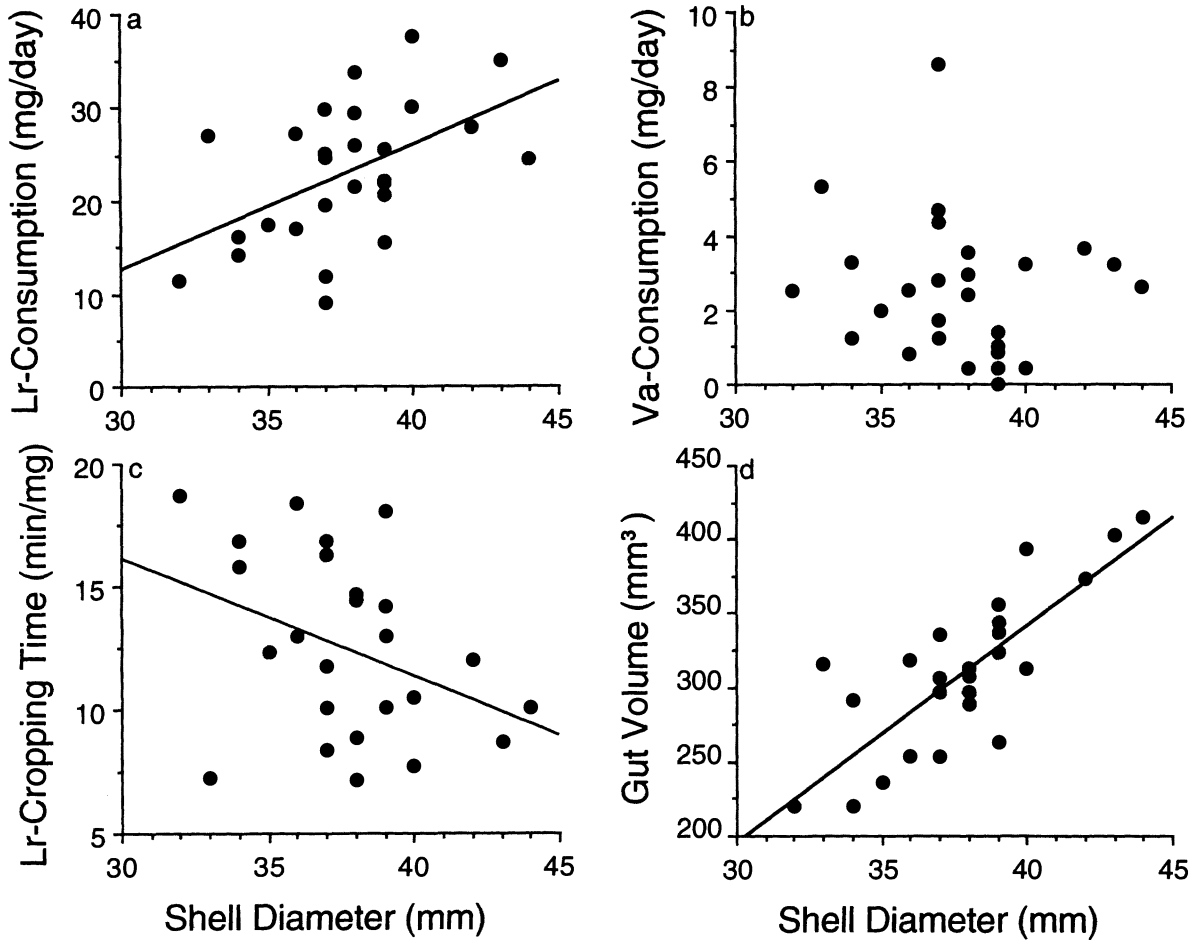 a
Lr-Consumption (mg/day)
40
30
20
10
0
30 35 40 45
b
Va-Consumption (mg/day)
10
8
6
4
2
0
30 35 40 45
c
Lr-Cropping Time (min/mg)
20
15
10
5
30 35 40 45
Shell Diameter (mm)
d
Gut Volume (mm³)
450
400
350
300
250
200
30 35 40 45
Shell Diameter (mm)